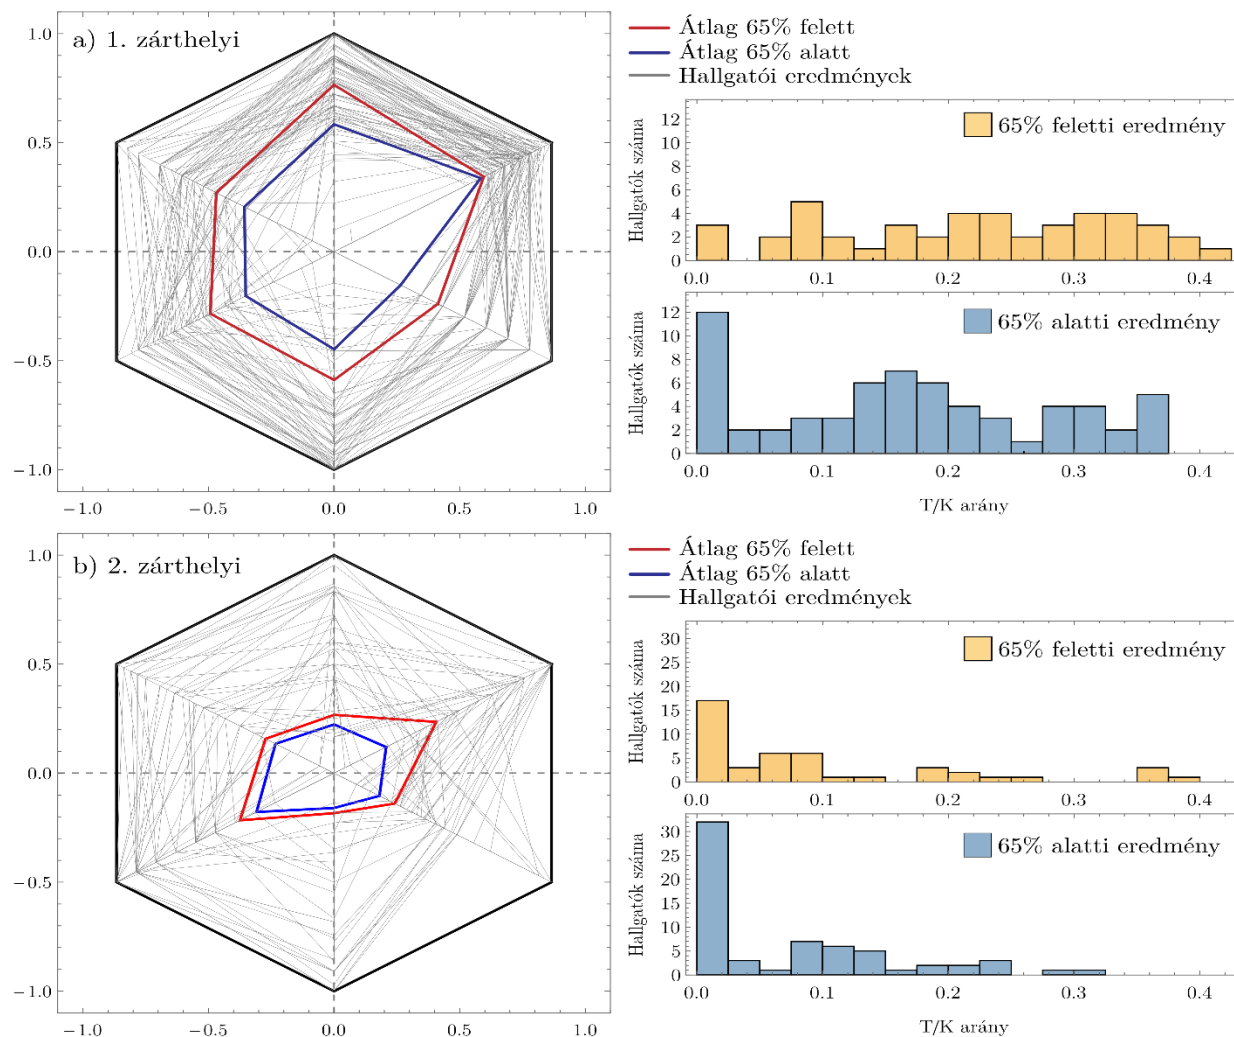 a) 1. zárthelyi
1.0
0.5
0.0
−0.5
−1.0
−1.0 −0.5 0.0 0.5 1.0
Átlag 65% felett
Átlag 65% alatt
Hallgatói eredmények
Hallgatók száma
12
10
8
6
4
2
0
65% feletti eredmény
0.0 0.1 0.2 0.3 0.4
Hallgatók száma
12
10
8
6
4
2
0
65% alatti eredmény
0.0 0.1 0.2 0.3 0.4
T/K arány
b) 2. zárthelyi
1.0
0.5
0.0
−0.5
−1.0
−1.0 −0.5 0.0 0.5 1.0
Átlag 65% felett
Átlag 65% alatt
Hallgatói eredmények
Hallgatók száma
30
25
20
15
10
5
0
65% feletti eredmény
0.0 0.1 0.2 0.3 0.4
Hallgatók száma
30
25
20
15
10
5
0
65% alatti eredmény
0.0 0.1 0.2 0.3 0.4
T/K arány